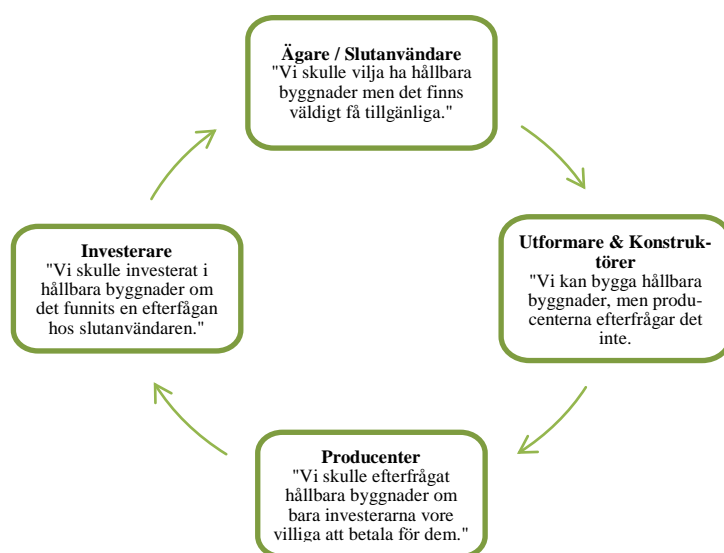 Ägare / Slutanvändare
"Vi skulle vilja ha hållbara
byggnader men det finns
väldigt få tillgänliga."
Utformare & Konstruk-
törer
"Vi kan bygga hållbara
byggnader, men produ-
centerna efterfrågar det
inte.
Producenter
"Vi skulle efterfrågat
hållbara byggnader om
bara investerarna vore
villiga att betala för dem."
Investerare
"Vi skulle investerat i
hållbara byggnader om
det funnits en efterfågan
hos slutanvändaren."